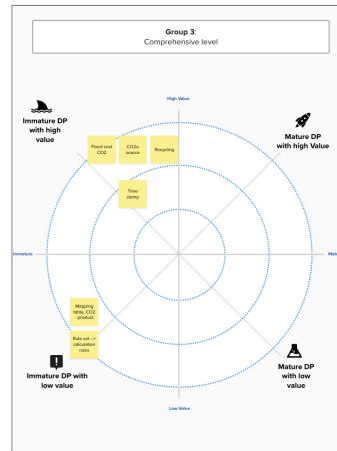 Group 3:
Comprehensive level
High Value
Immature DP
with high
value
Mature DP
with high Value
Fixed cost
CO2
CO2e
source
Recycling
Time
stamp
Immature
Matu
Mapping
table, CO2
- product
Rule set -->
calculation
rules
Immature DP with
low value
Mature DP
with low
value
Low Value